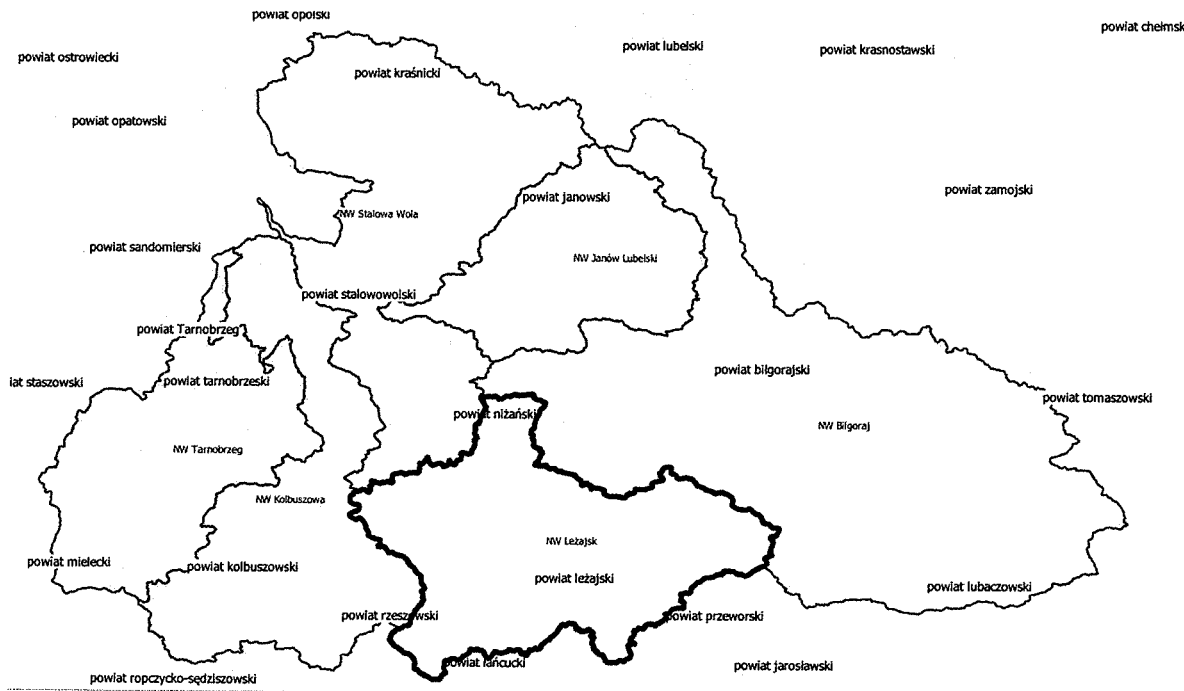 powiat opolski
powiat chełmsk
powiat ostrowiecki
powiat lubelski
powiat krasnostawski
powiat kraśnicki
powiat opatowski
powiat zamojski
powiat janowski
NW Stalowa Wola
powiat sandomierski
NW Janów Lubelski
powiat stalowowolski
powiat Tarnobrzeg
powiat biłgorajski
iat staszowski
powiat tarnobrzeski
powiat tomaszowski
powiat niżański
NW Biłgoraj
NW Tarnobrzeg
NW Kolbuszowa
NW Leżajsk
powiat mielecki
powiat kolbuszowski
powiat leżajski
powiat lubaczowski
powiat rzeszowski
powiat przeworski
powiat łańcucki
powiat jarosławski
powiat ropczycko-sędziszowski